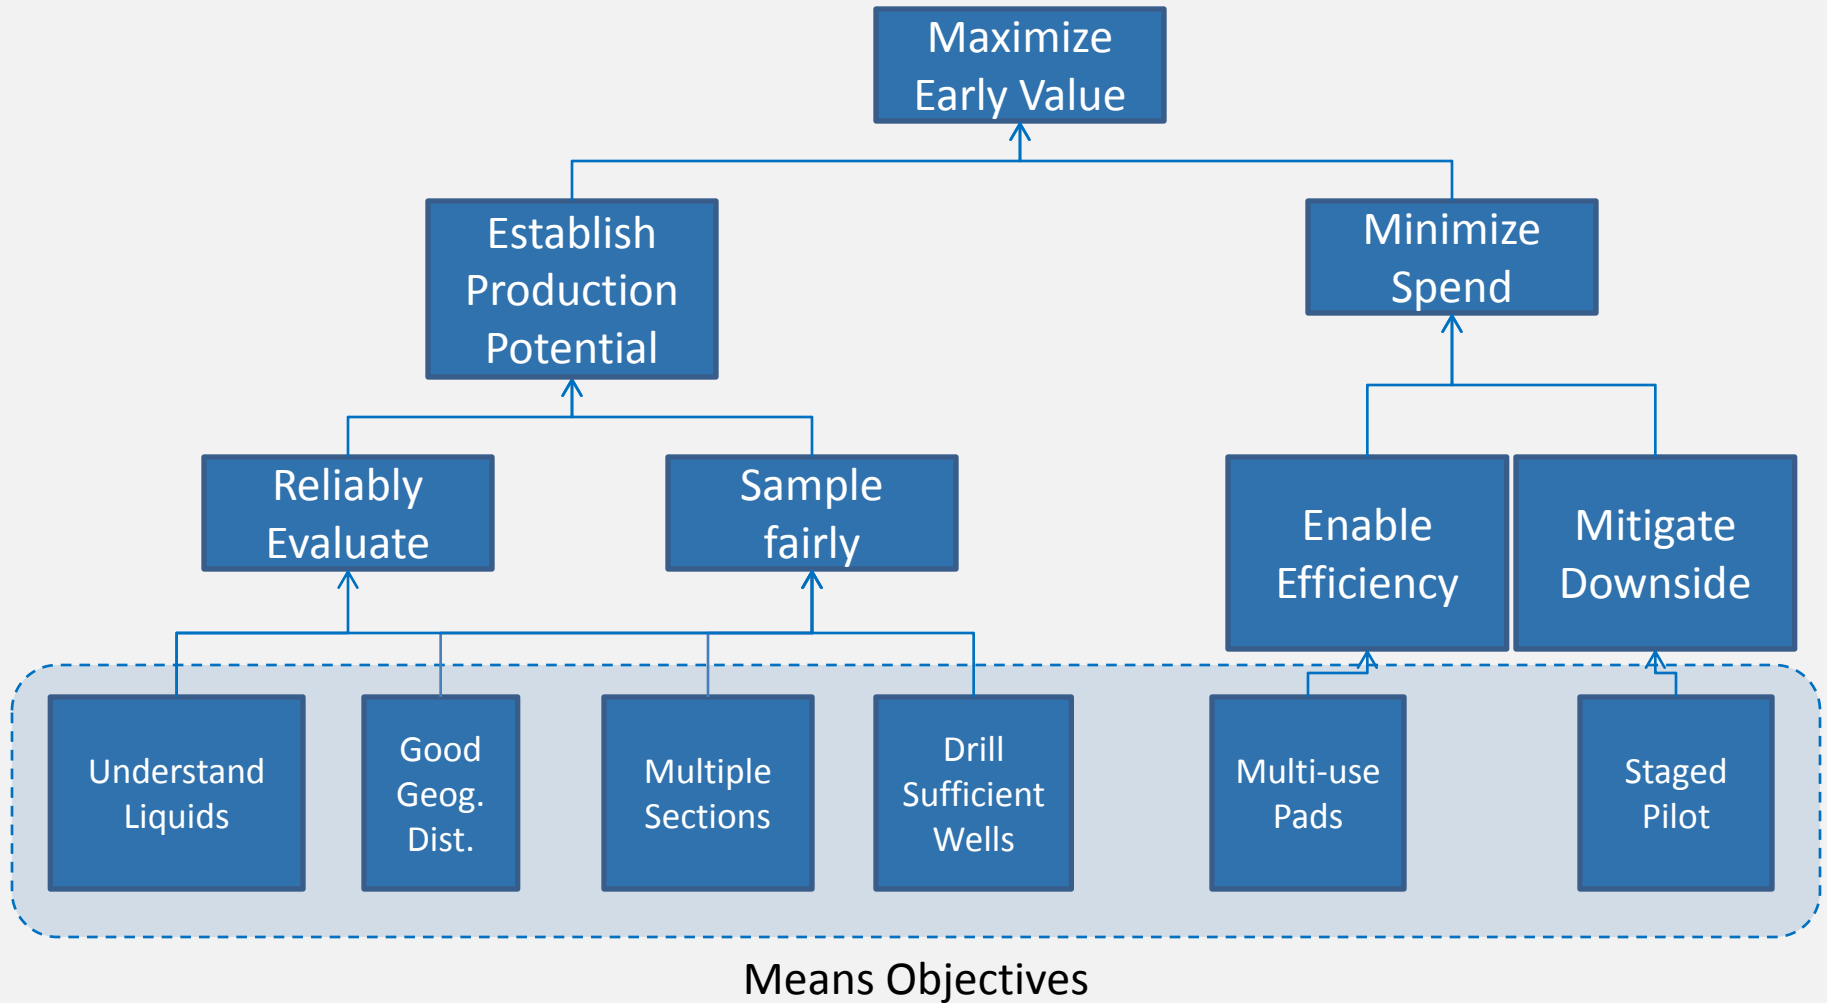 Maximize
Early Value
Establish
Production
Potential
Minimize
Spend
Reliably
Evaluate
Sample
fairly
Enable
Efficiency
Mitigate
Downside
Understand
Liquids
Good
Geog.
Dist.
Multiple
Sections
Drill
Sufficient
Wells
Multi-use
Pads
Staged
Pilot
Means Objectives